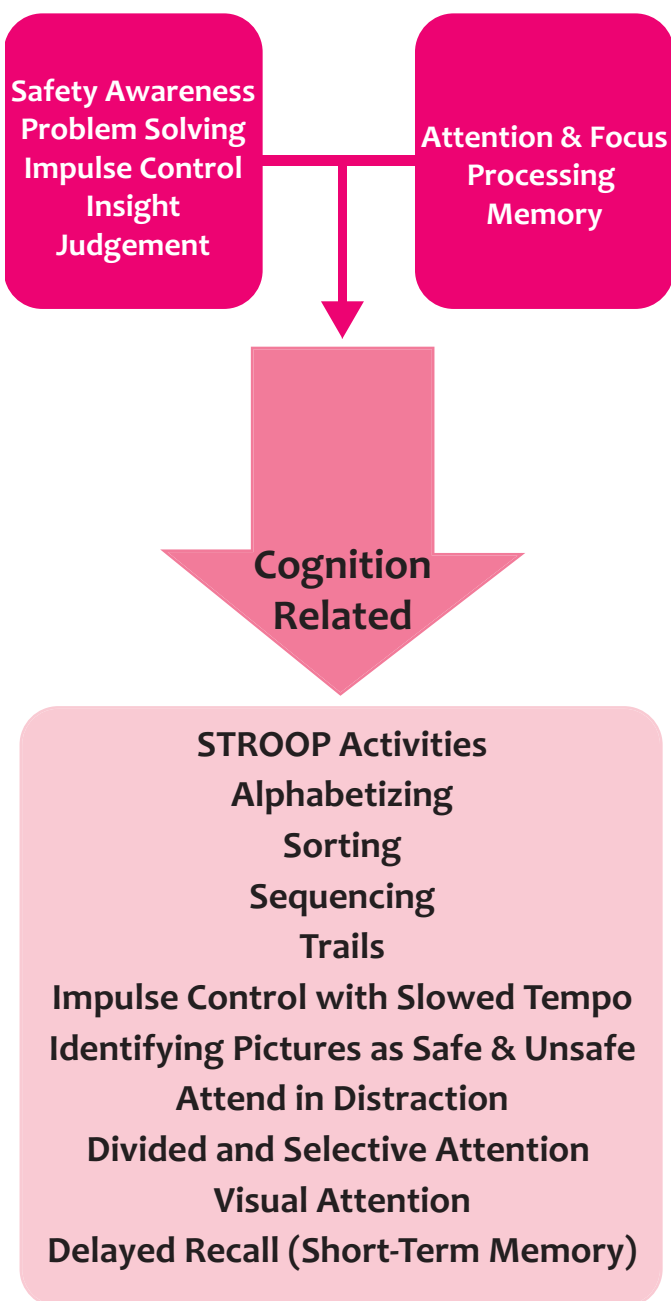 Safety Awareness
Problem Solving
Impulse Control
Insight
Judgement
Attention & Focus
Processing
Memory
Cognition
Related
STROOP Activities
Alphabetizing
Sorting
Sequencing
Trails
Impulse Control with Slowed Tempo
Identifying Pictures as Safe & Unsafe
Attend in Distraction
Divided and Selective Attention
Visual Attention
Delayed Recall (Short-Term Memory)